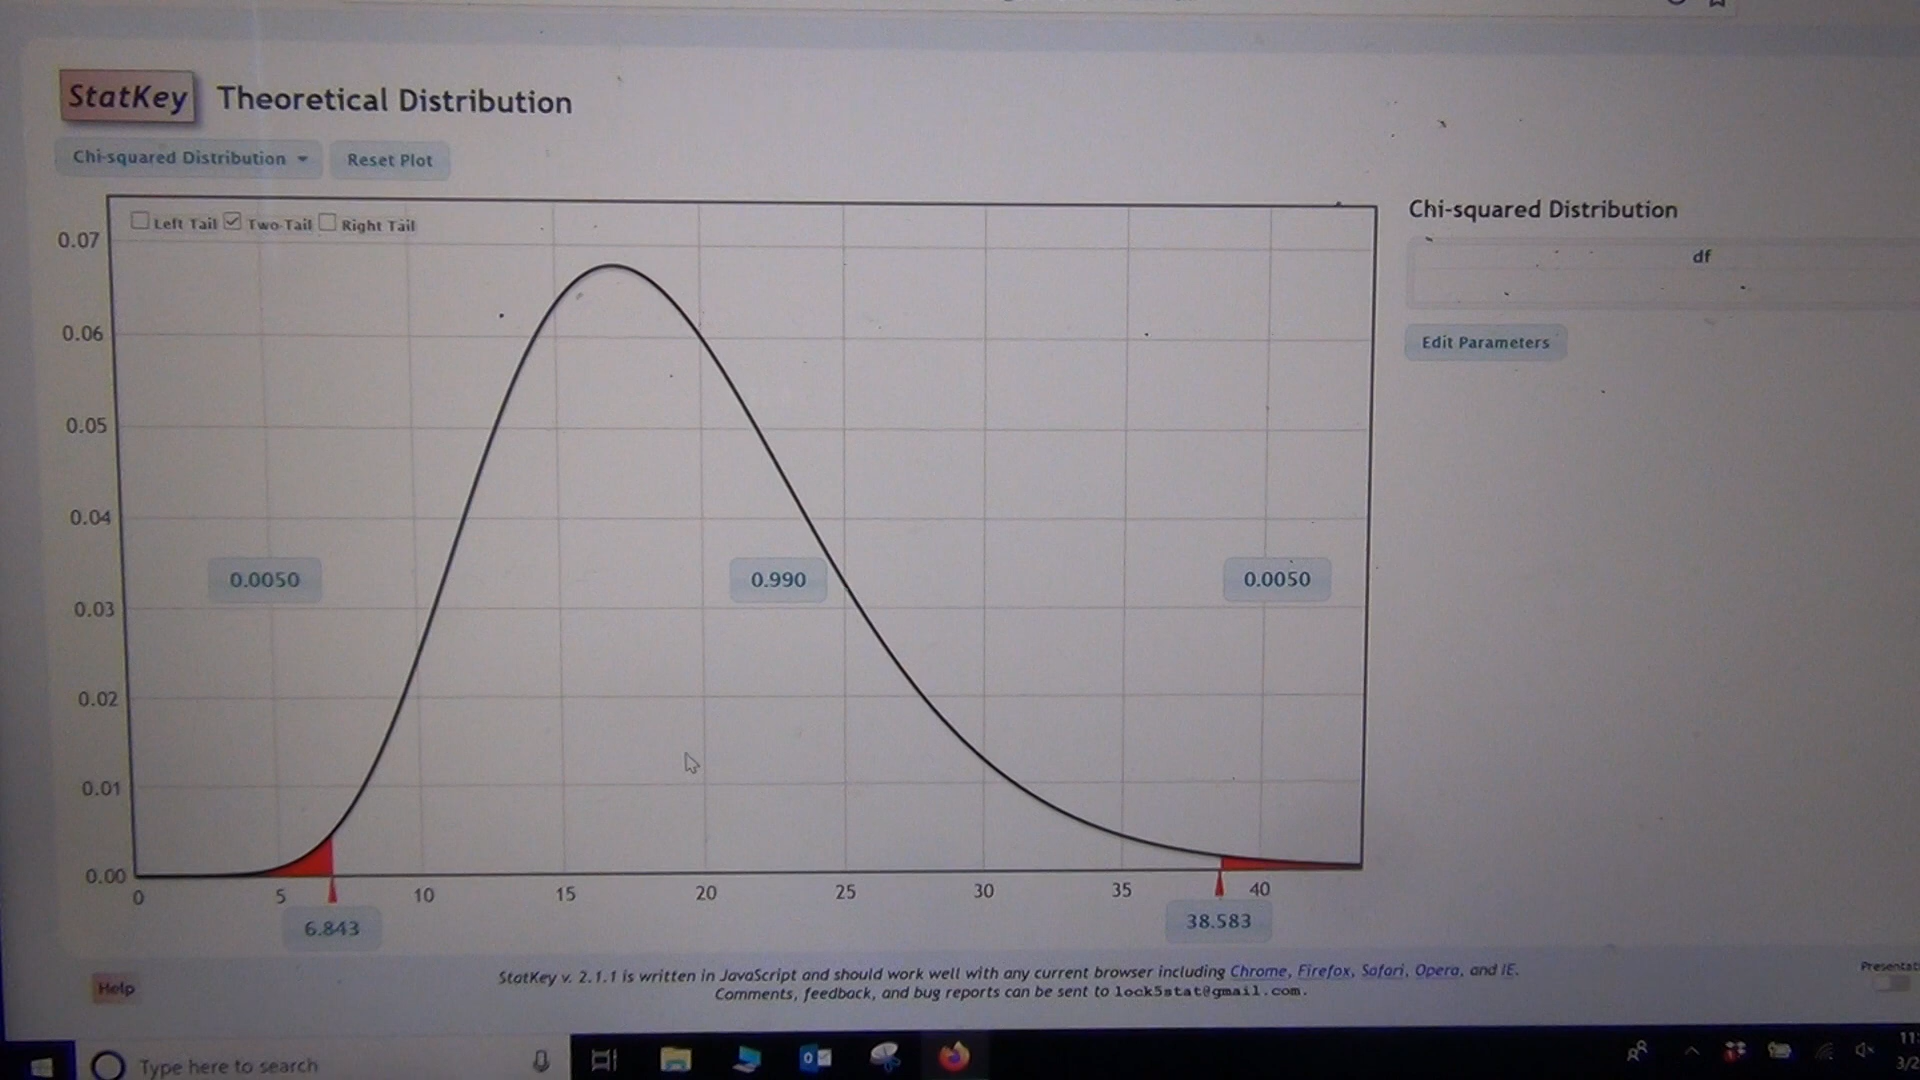 StatKey Theoretical Distribution
Chi-squared Distribution Reset Plot
Left Tail Two-Tail Right Tail
Chi-squared Distribution
df
Edit Parameters
0.07
0.06
0.05
0.04
0.03
0.02
0.01
0.00
0.0050 0.990 0.0050
0 5 10 15 20 25 30 35 40
6.843 38.583
Help
StatKey v. 2.1.1 is written in JavaScript and should work well with any current browser including Chrome, Firefox, Safari, Opera, and IE.
Comments, feedback, and bug reports can be sent to lock5stat@gmail.com.
Type here to search